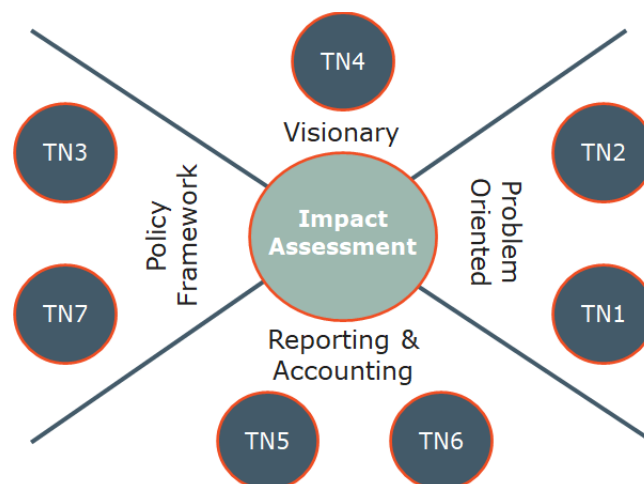 TN4
Visionary
TN3
TN2
Policy
Framework
Impact
Assessment
Problem
Oriented
TN7
TN1
Reporting &
Accounting
TN5
TN6